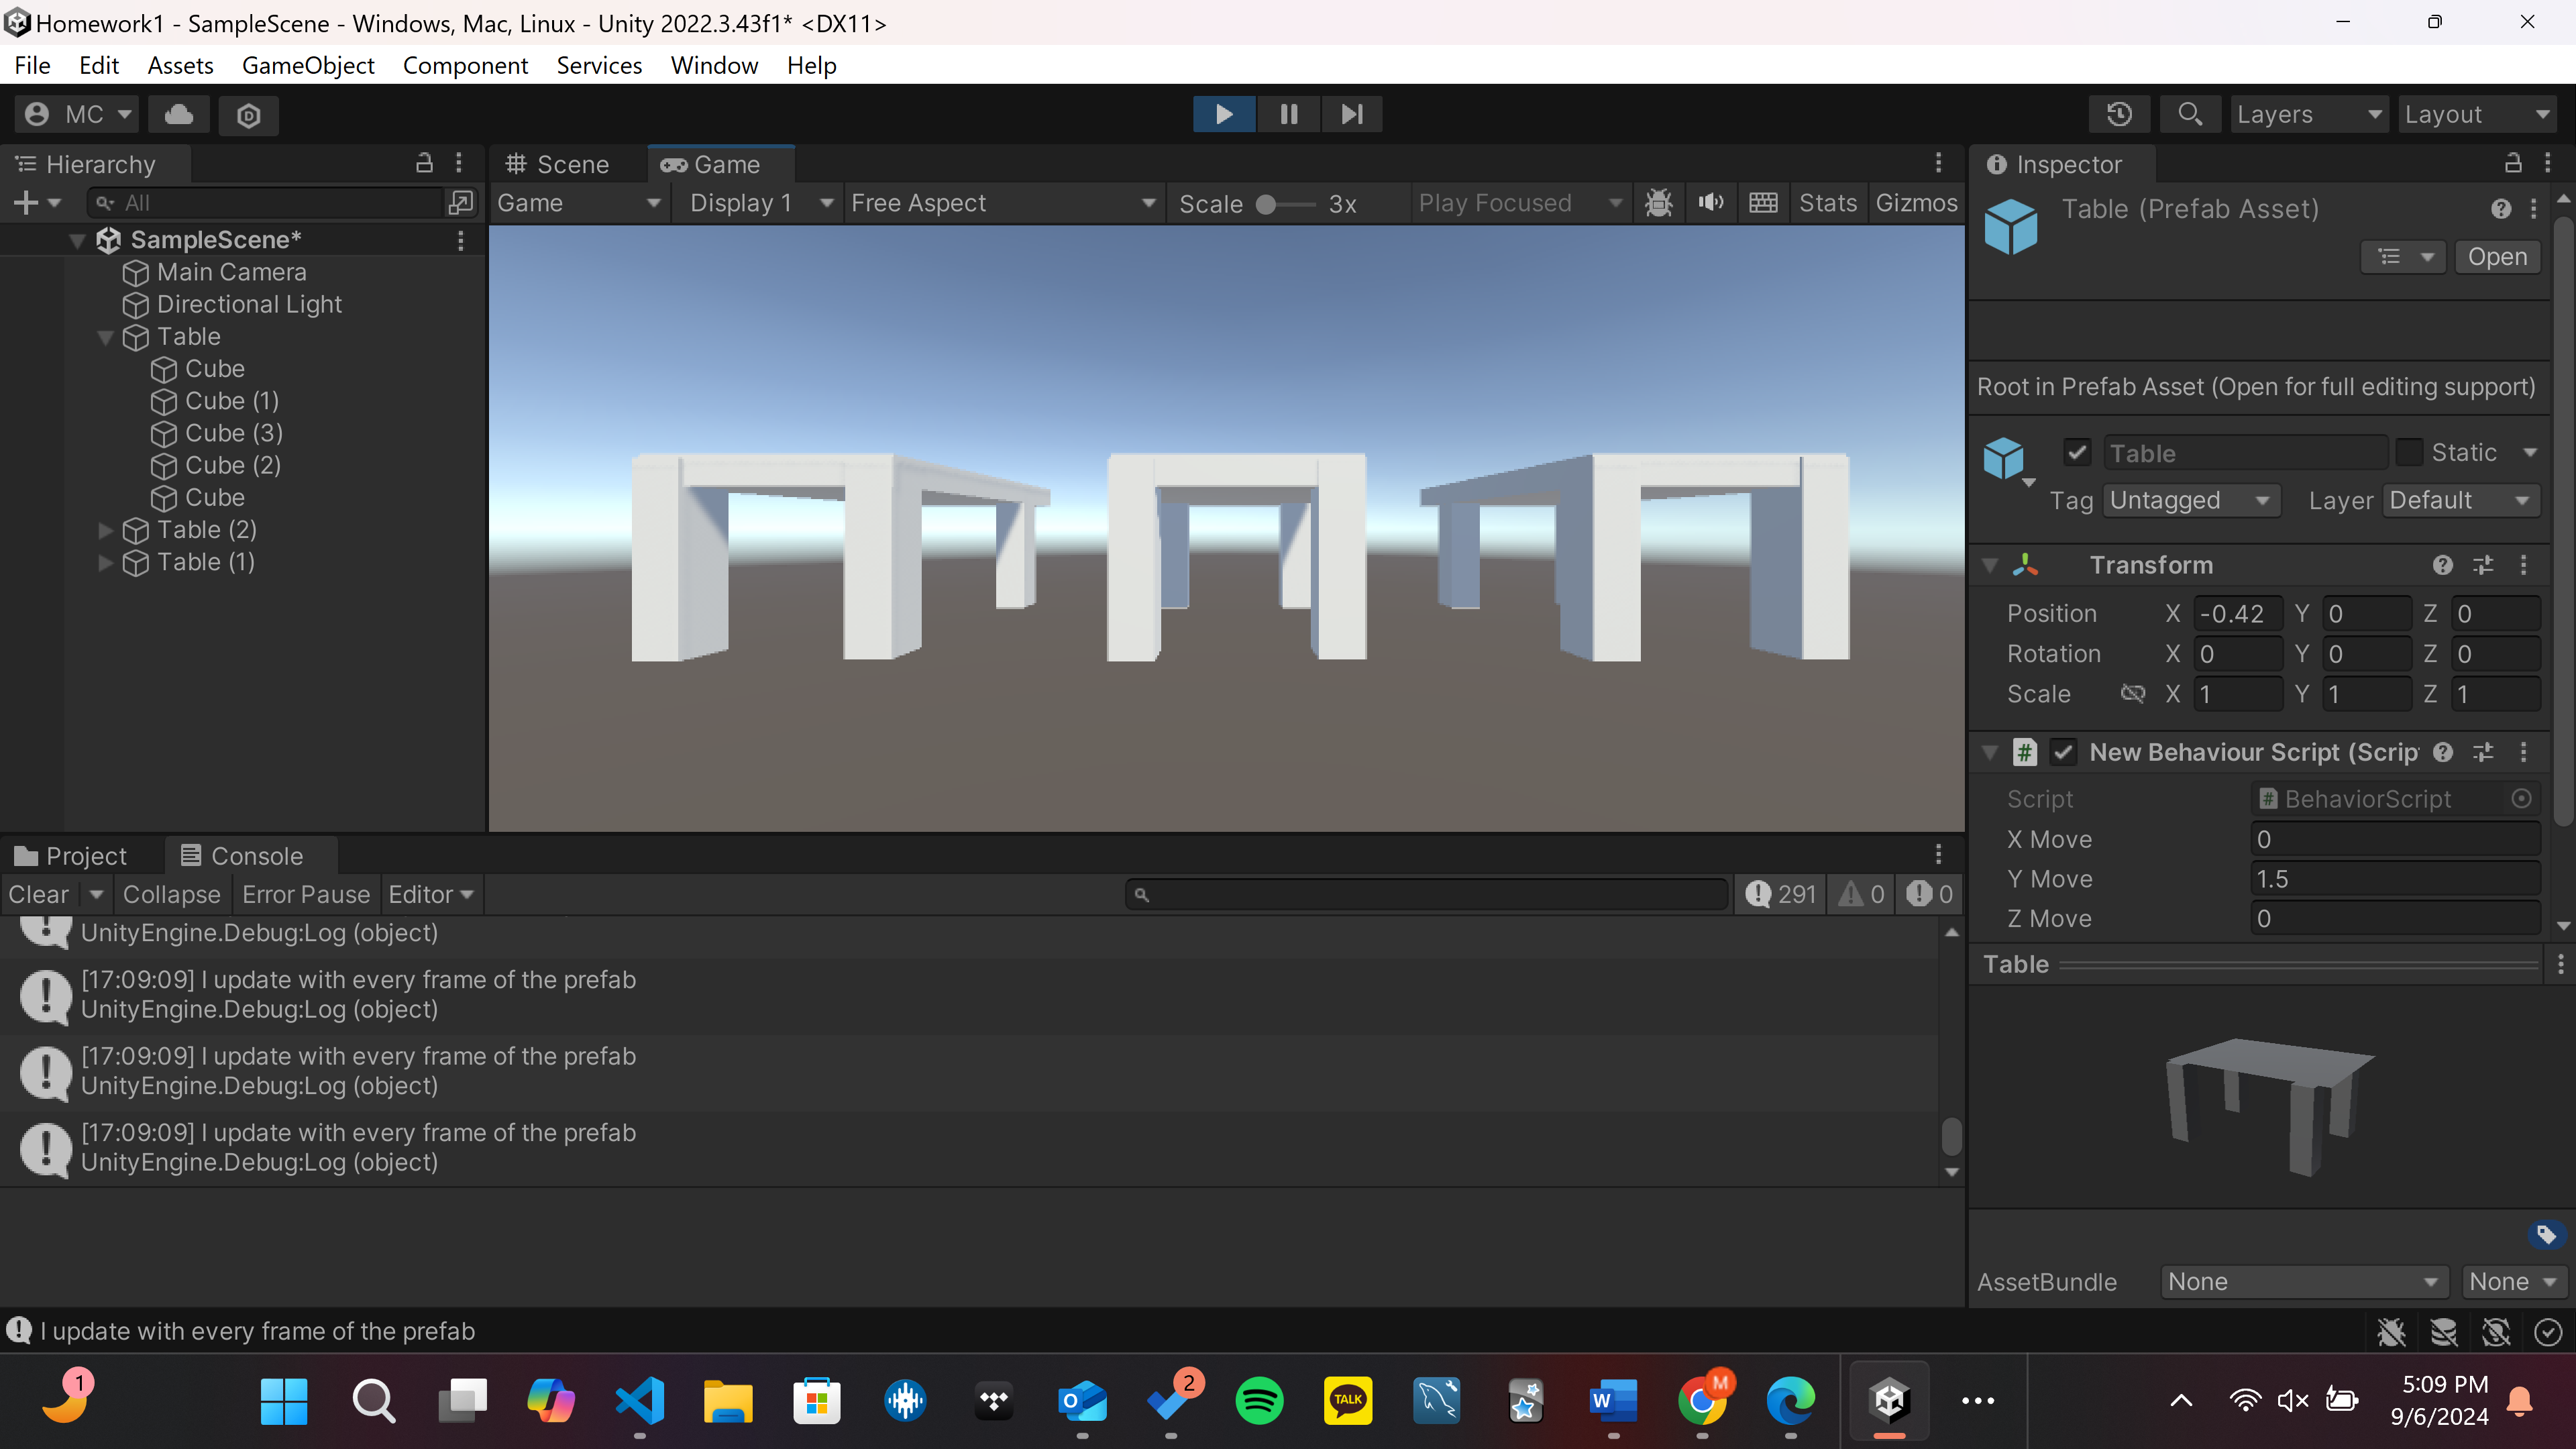 Homework1 - SampleScene - Windows, Mac, Linux - Unity 2022.3.43f1* <DX11>
File Edit Assets GameObject Component Services Window Help
MC Layers Layout
Hierarchy
All
SampleScene*
Main Camera
Directional Light
Table
Cube
Cube (1)
Cube (3)
Cube (2)
Cube
Table (2)
Table (1)
Scene Game
Game Display 1 Free Aspect Scale 3x Play Focused Stats Gizmos
Inspector
Table (Prefab Asset)
Open
Root in Prefab Asset (Open for full editing support)
Table Static
Tag Untagged Layer Default
Transform
Position X -0.42 Y 0 Z 0
Rotation X 0 Y 0 Z 0
Scale X 1 Y 1 Z 1
# New Behaviour Script (Scrip
Script # BehaviorScript
X Move 0
Y Move 1.5
Z Move 0
Table
AssetBundle None None
Project Console
Clear Collapse Error Pause Editor 291 0 0
UnityEngine.Debug:Log (object)
[17:09:09] I update with every frame of the prefab
UnityEngine.Debug:Log (object)
[17:09:09] I update with every frame of the prefab
UnityEngine.Debug:Log (object)
[17:09:09] I update with every frame of the prefab
UnityEngine.Debug:Log (object)
I update with every frame of the prefab
1 O 2 TALK W M
5:09 PM
9/6/2024